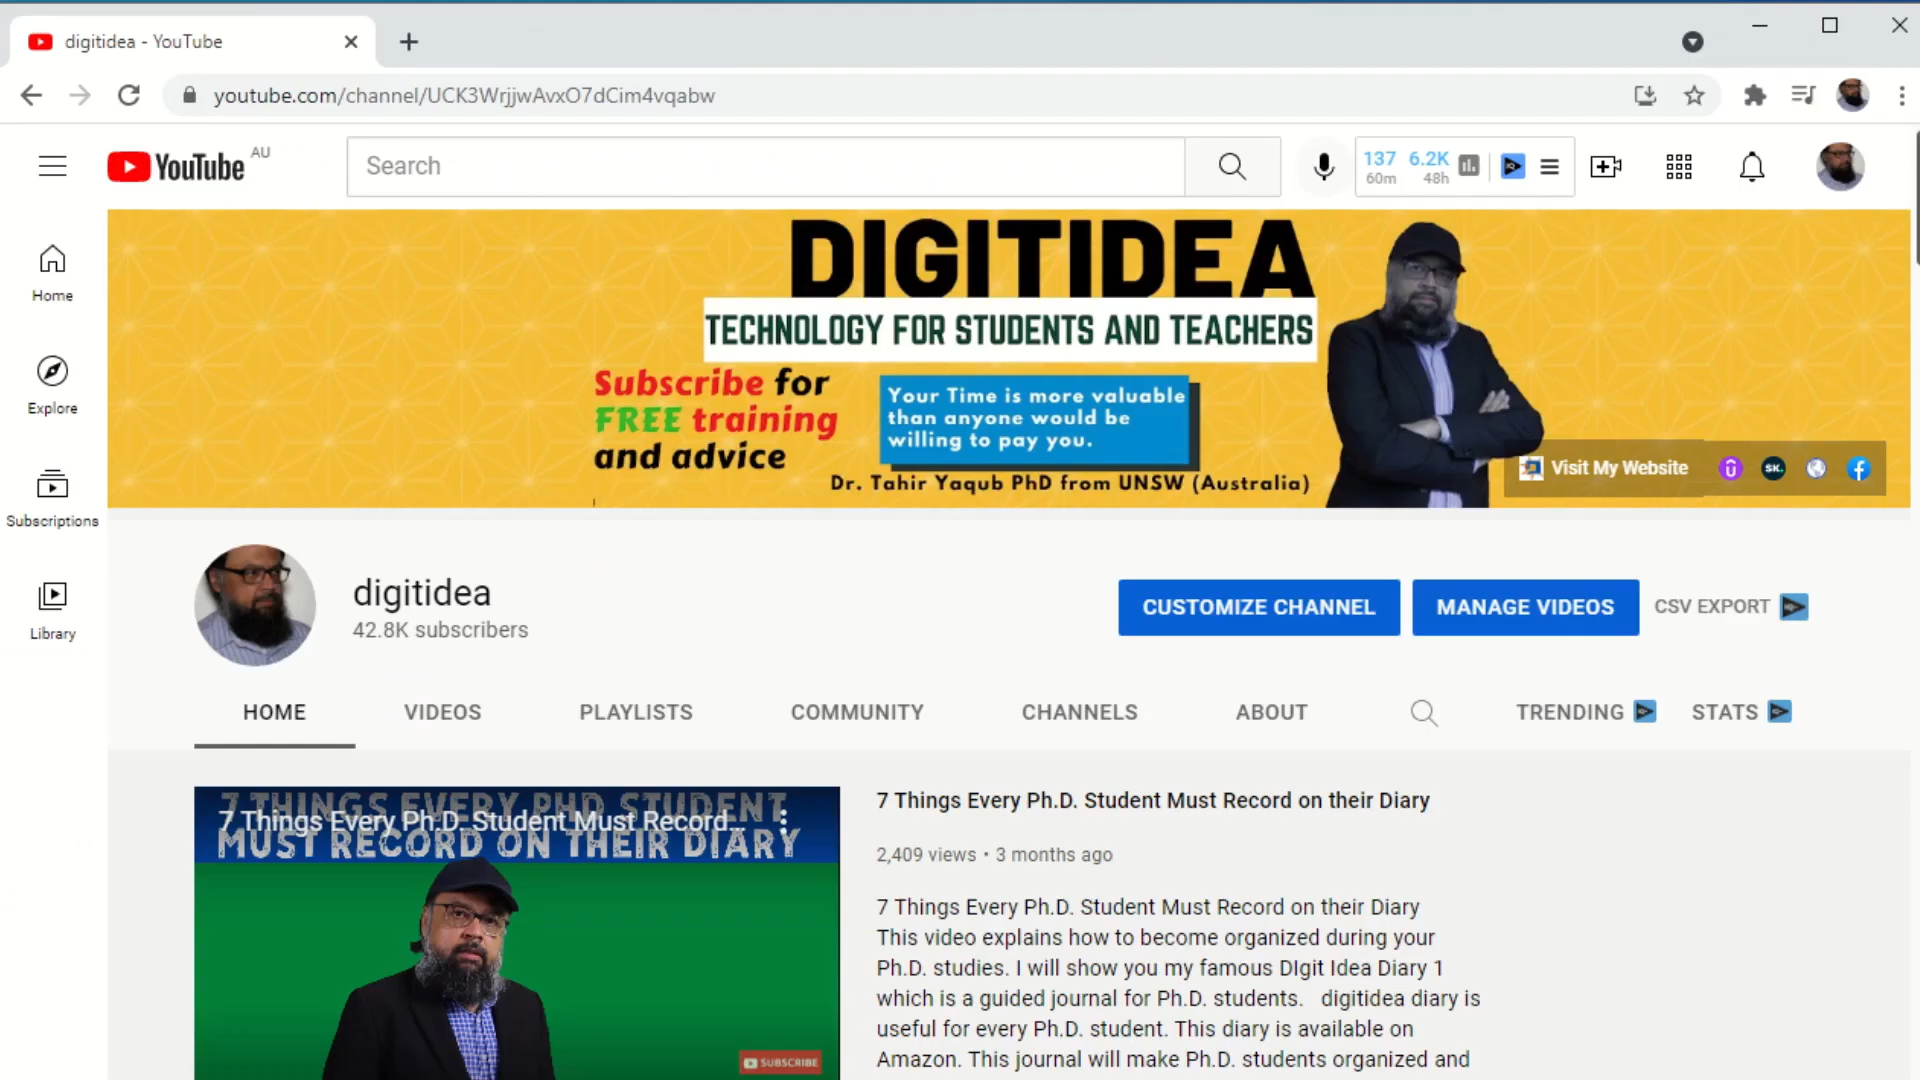 digitidea - YouTube
youtube.com/channel/UCK3WrjjwAvxO7dCim4vqabw
YouTube AU
Search
137 6.2K
60m 48h
Home
Explore
Subscriptions
Library
DIGITIDEA
TECHNOLOGY FOR STUDENTS AND TEACHERS
Subscribe for
FREE training
and advice
Your Time is more valuable
than anyone would be
willing to pay you.
Dr. Tahir Yaqub PhD from UNSW (Australia)
Visit My Website
SK.
digitidea
42.8K subscribers
CUSTOMIZE CHANNEL
MANAGE VIDEOS
CSV EXPORT
HOME
VIDEOS
PLAYLISTS
COMMUNITY
CHANNELS
ABOUT
TRENDING
STATS
7 THINGS EVERY PHD STUDENT
MUST RECORD ON THEIR DIARY
7 Things Every Ph.D. Student Must Record...
SUBSCRIBE
7 Things Every Ph.D. Student Must Record on their Diary
2,409 views • 3 months ago
7 Things Every Ph.D. Student Must Record on their Diary
This video explains how to become organized during your
Ph.D. studies. I will show you my famous DIgit Idea Diary 1
which is a guided journal for Ph.D. students. digitidea diary is
useful for every Ph.D. student. This diary is available on
Amazon. This journal will make Ph.D. students organized and